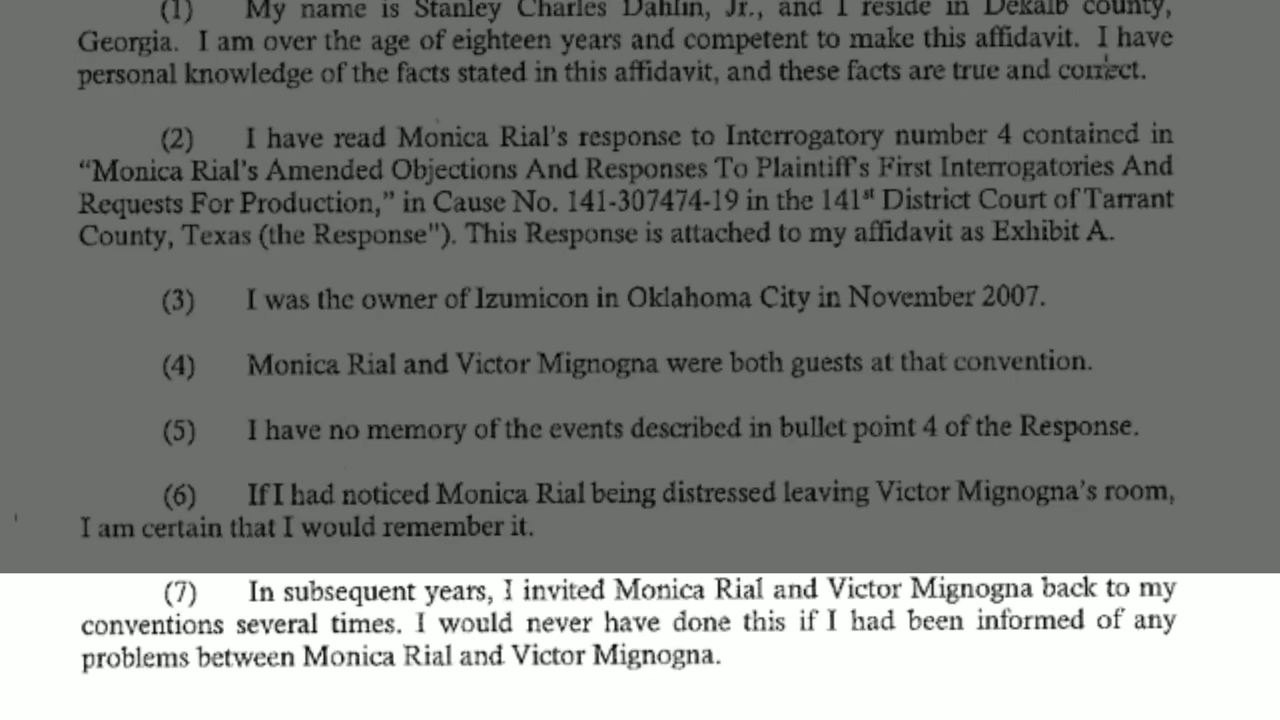 (1) My name is Stanley Charles Dahlin, Jr., and I reside in Dekalb county,
Georgia. I am over the age of eighteen years and competent to make this affidavit. I have
personal knowledge of the facts stated in this affidavit, and these facts are true and correct.
(2) I have read Monica Rial's response to Interrogatory number 4 contained in
“Monica Rial's Amended Objections And Responses To Plaintiff's First Interrogatories And
Requests For Production,” in Cause No. 141-307474-19 in the 141st District Court of Tarrant
County, Texas (the Response"). This Response is attached to my affidavit as Exhibit A.
(3) I was the owner of Izumicon in Oklahoma City in November 2007.
(4) Monica Rial and Victor Mignogna were both guests at that convention.
(5) I have no memory of the events described in bullet point 4 of the Response.
(6) If I had noticed Monica Rial being distressed leaving Victor Mignogna's room,
I am certain that I would remember it.
(7) In subsequent years, I invited Monica Rial and Victor Mignogna back to my
conventions several times. I would never have done this if I had been informed of any
problems between Monica Rial and Victor Mignogna.